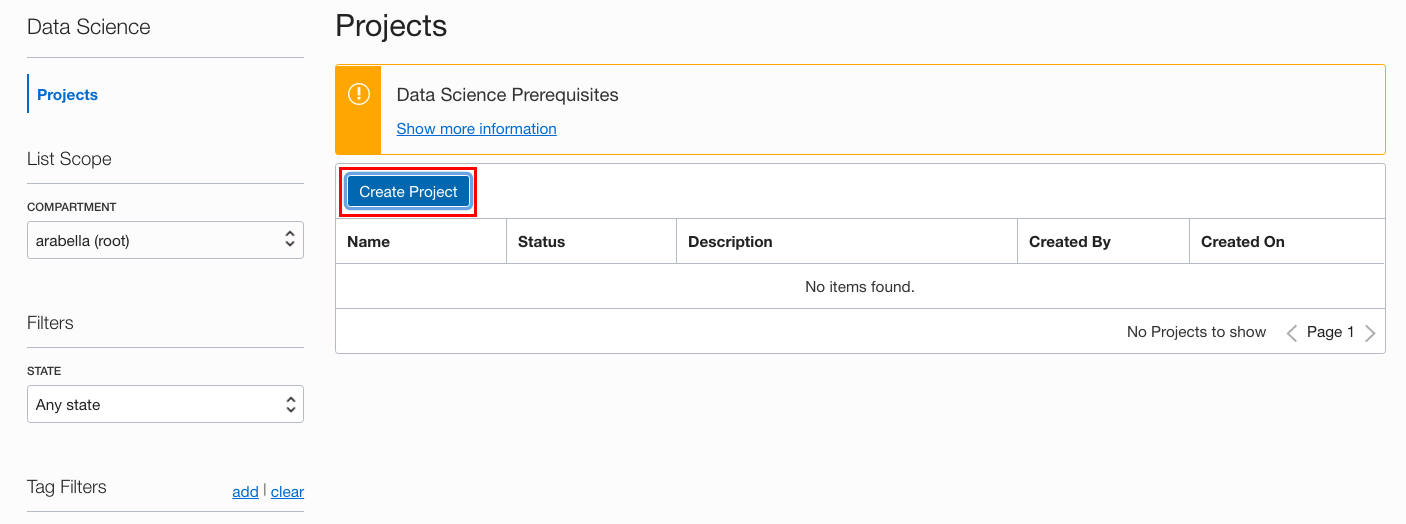 Data Science
Projects
List Scope
COMPARTMENT
arabella (root)
Filters
STATE
Any state
Tag Filters
add | clear
Projects
Data Science Prerequisites
Show more information
Create Project
Name Status Description Created By Created On
No items found.
No Projects to show Page 1